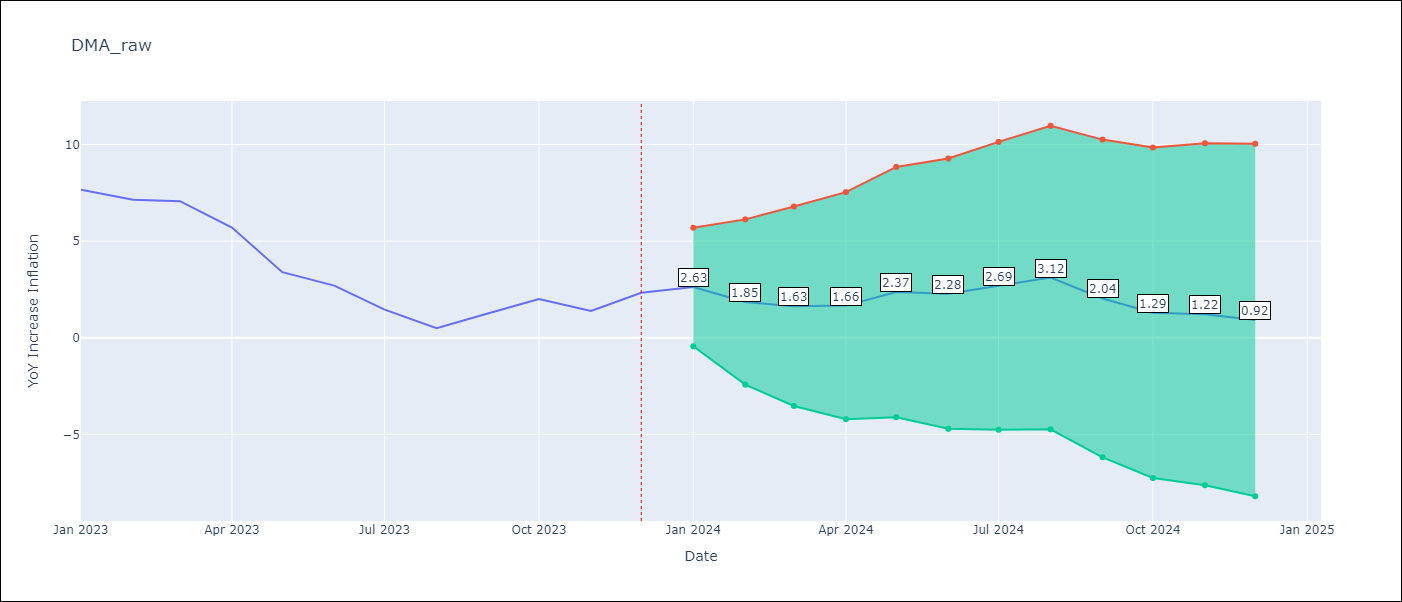 DMA_raw
YoY Increase Inflation
10
5
0
−5
2.63
1.85
1.63
1.66
2.37
2.28
2.69
3.12
2.04
1.29
1.22
0.92
Jan 2023
Apr 2023
Jul 2023
Oct 2023
Jan 2024
Apr 2024
Jul 2024
Oct 2024
Jan 2025
Date